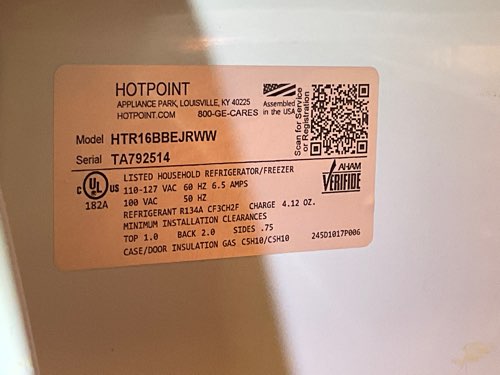 HOTPOINT
APPLIANCE PARK, LOUISVILLE, KY 40225
HOTPOINT.COM 800-GE-CARES
Assembled
in the USA
Scan for Service
or Registration
Model HTR16BBEJRWW
Serial TA792514
C UL US
182A
LISTED HOUSEHOLD REFRIGERATOR/FREEZER
110-127 VAC 60 HZ 6.5 AMPS
100 VAC 50 HZ
REFRIGERANT R134A CF3CH2F CHARGE 4.12 OZ.
MINIMUM INSTALLATION CLEARANCES
TOP 1.0 BACK 2.0 SIDES .75
CASE/DOOR INSULATION GAS C5H10/C5H10
AHAM
VERIFIDE
245D1017P006